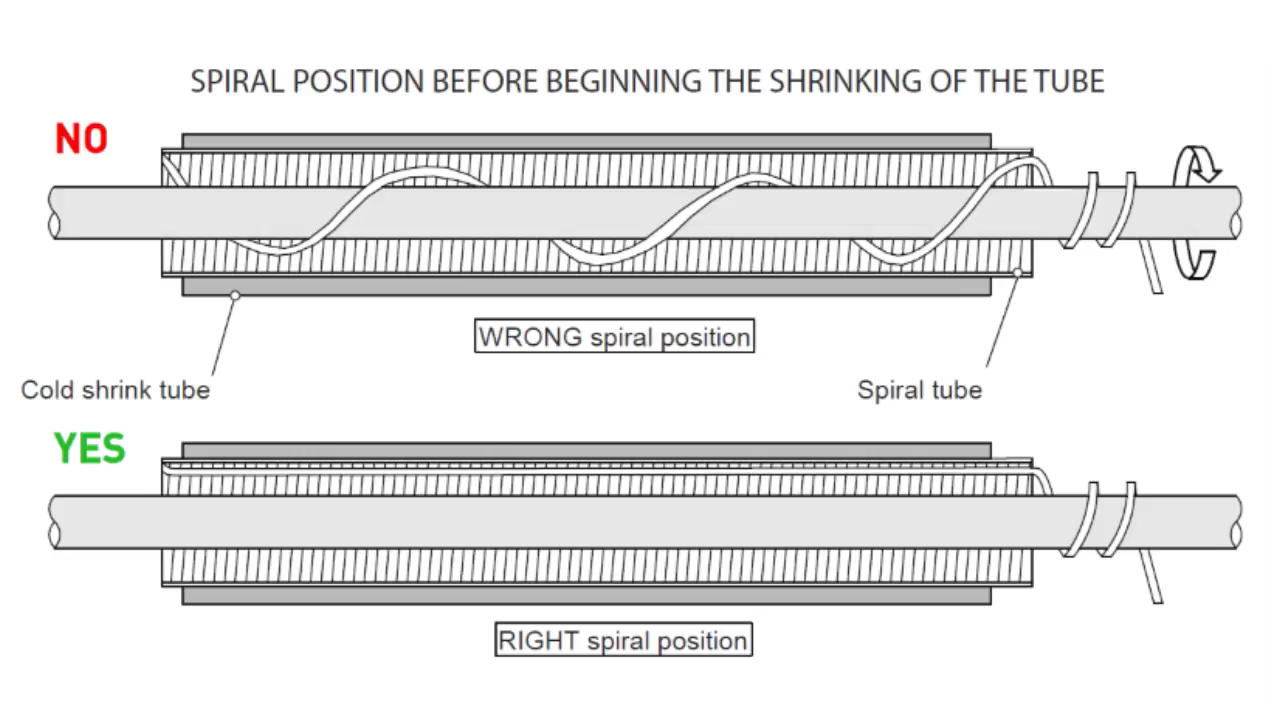 SPIRAL POSITION BEFORE BEGINNING THE SHRINKING OF THE TUBE
NO
WRONG spiral position
Cold shrink tube
Spiral tube
YES
RIGHT spiral position